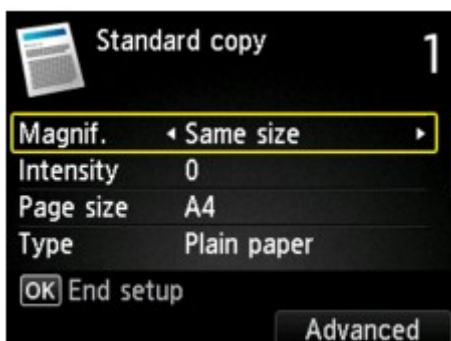 Standard copy 1
Magnif. Same size
Intensity 0
Page size A4
Type Plain paper
OK End setup
Advanced